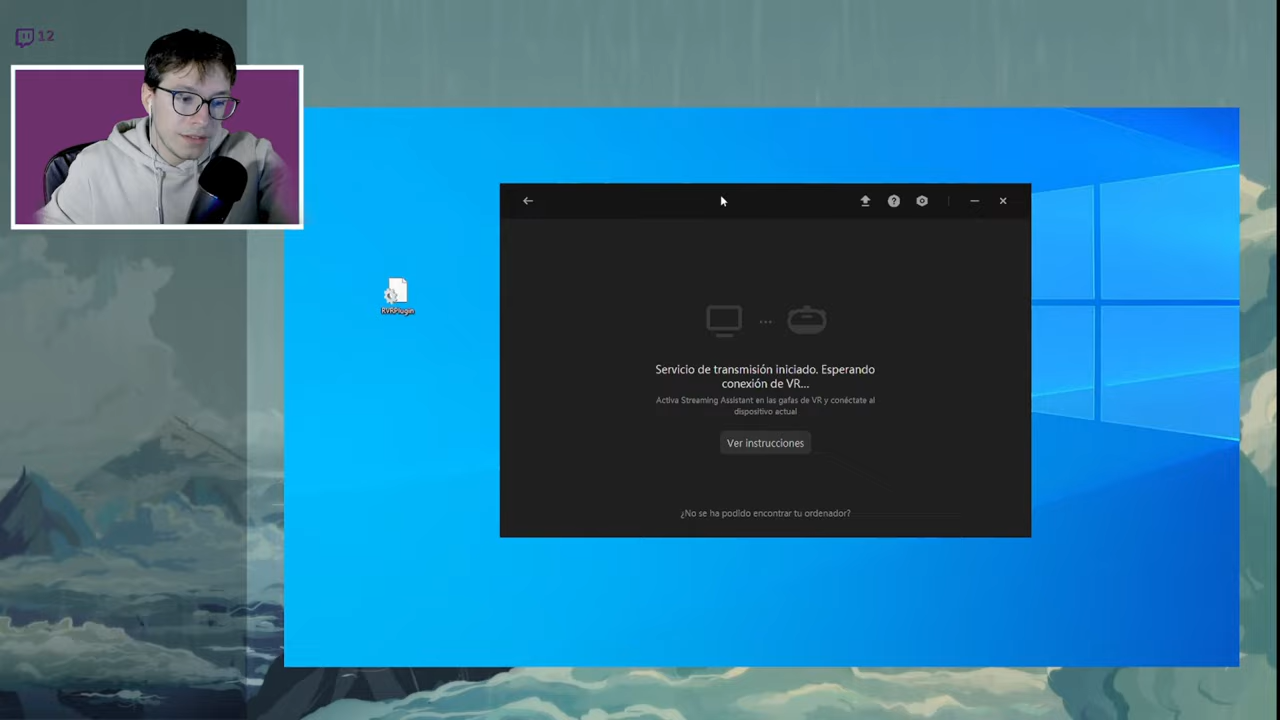 12
RVRPlugin
Servicio de transmisión iniciado. Esperando
conexión de VR...
Activa Streaming Assistant en las gafas de VR y conéctate al
dispositivo actual
Ver instrucciones
¿No se ha podido encontrar tu ordenador?